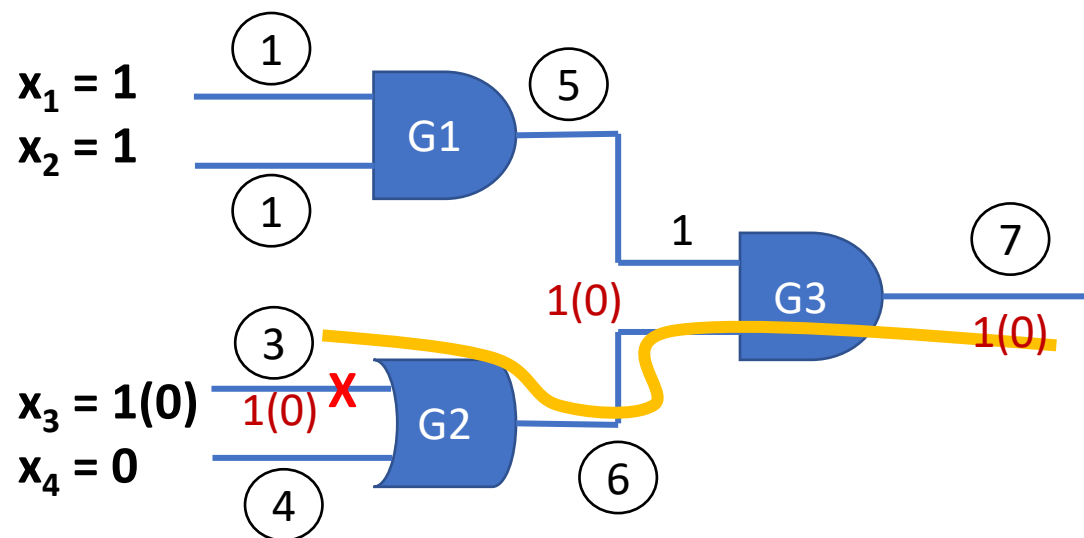 1
x1 = 1
5
G1
x2 = 1
1
1
7
1(0)
G3
3
1(0)
x3 = 1(0)
1(0) X
G2
x4 = 0
6
4